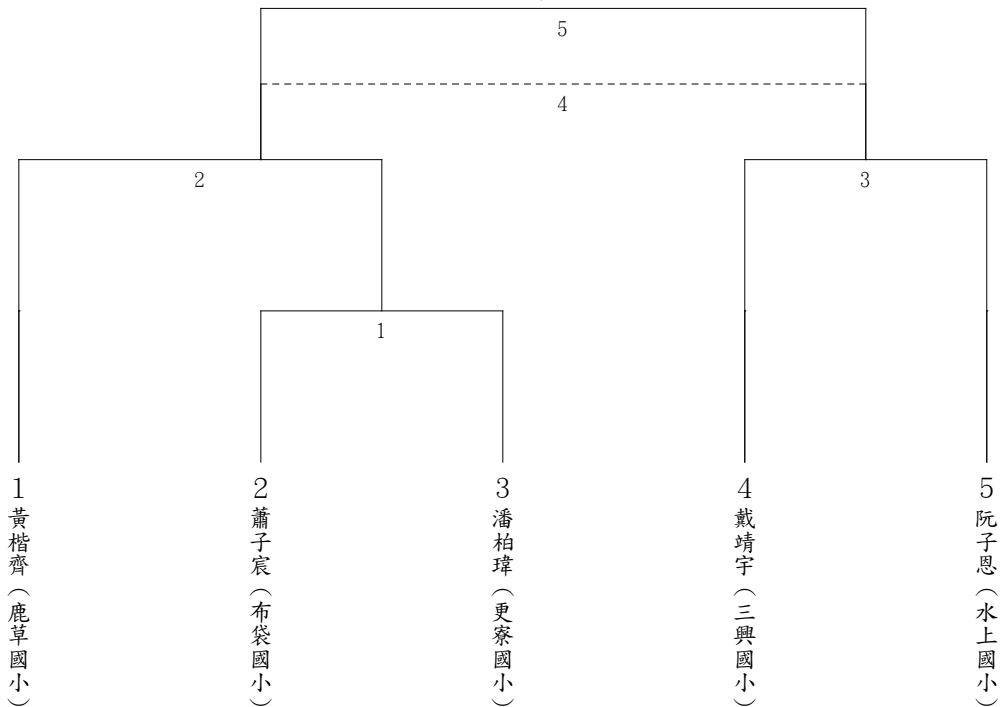 5
4
2
3
1
1
黃楷齊（鹿草國小）
2
蕭子宸（布袋國小）
3
潘柏瑋（更寮國小）
4
戴靖宇（三興國小）
5
阮子恩（水上國小）